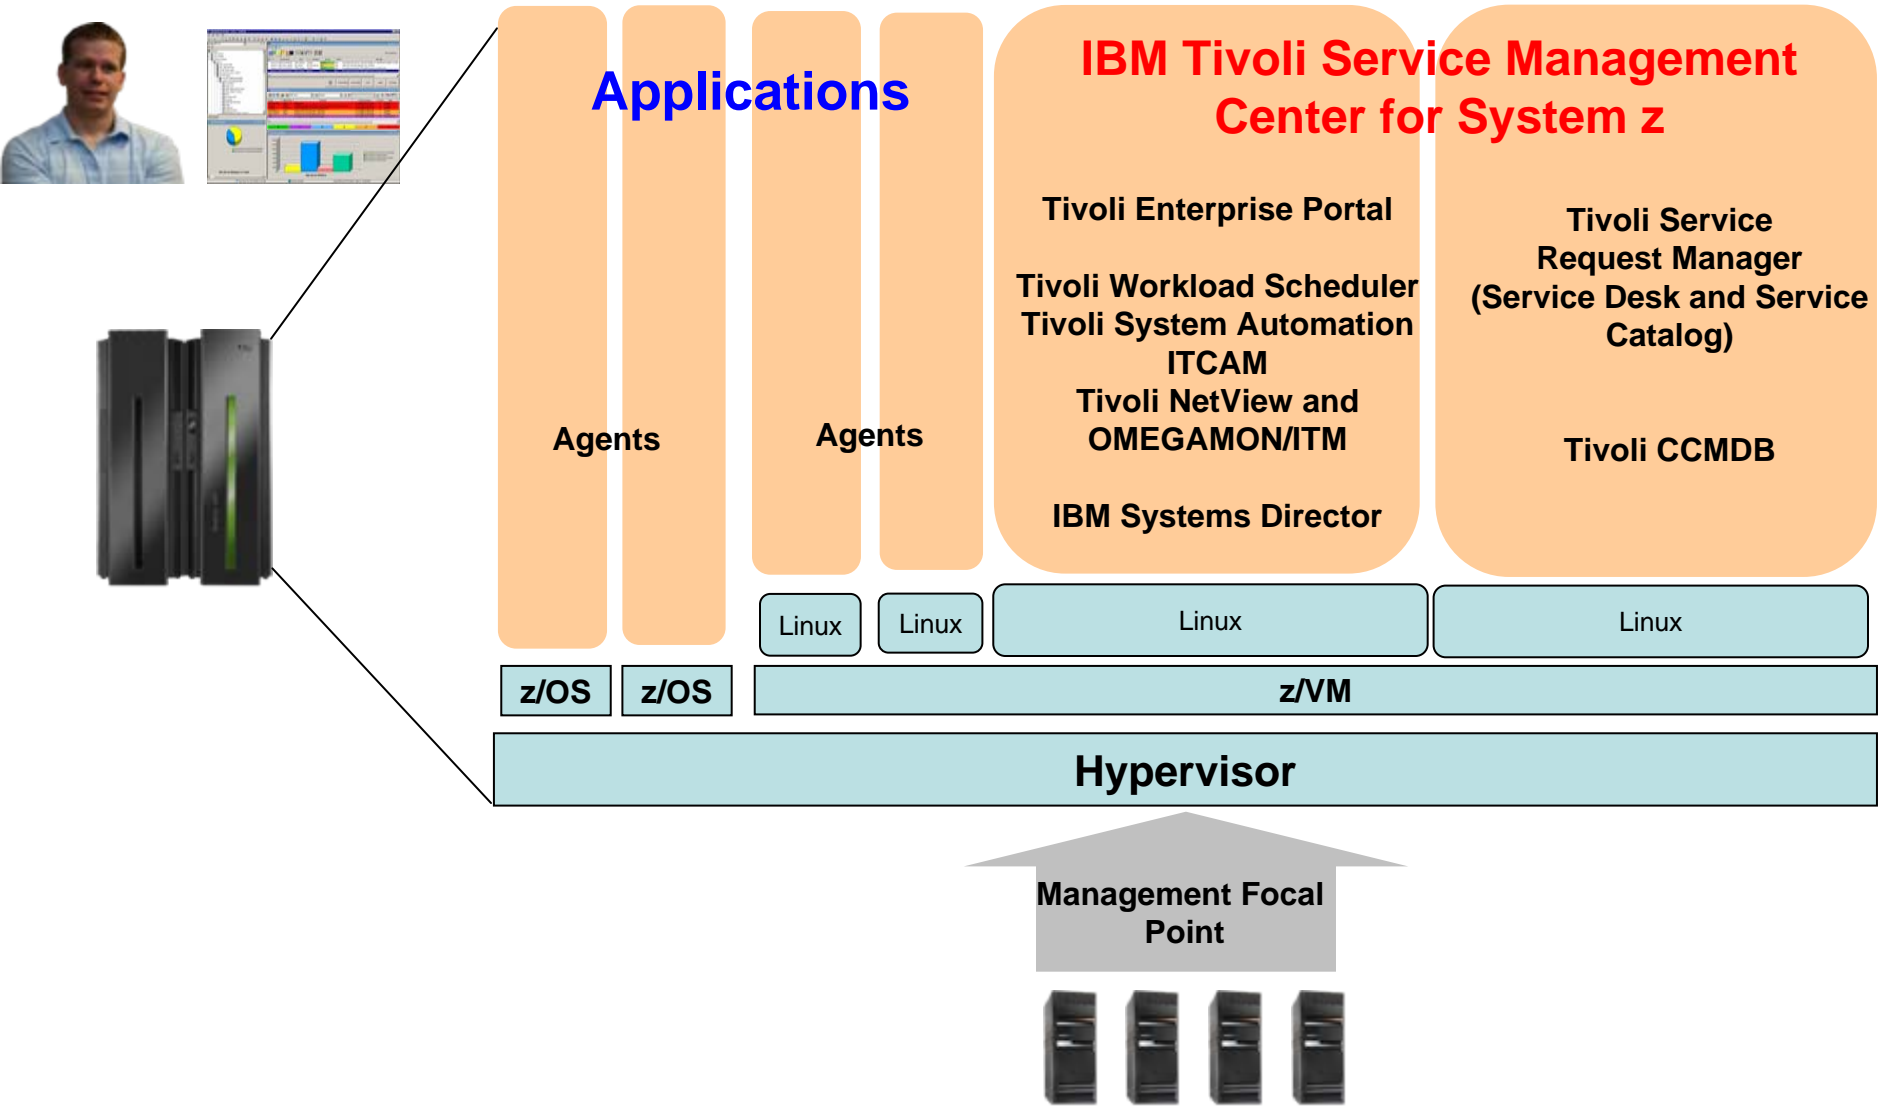 Applications
IBM Tivoli Service Management
Center for System z
Tivoli Enterprise Portal
Tivoli Workload Scheduler
Tivoli System Automation
ITCAM
Tivoli NetView and
OMEGAMON/ITM
IBM Systems Director
Tivoli Service
Request Manager
(Service Desk and Service
Catalog)
Tivoli CCMDB
Agents
Agents
Linux
Linux
Linux
Linux
z/OS
z/OS
z/VM
Hypervisor
Management Focal
Point